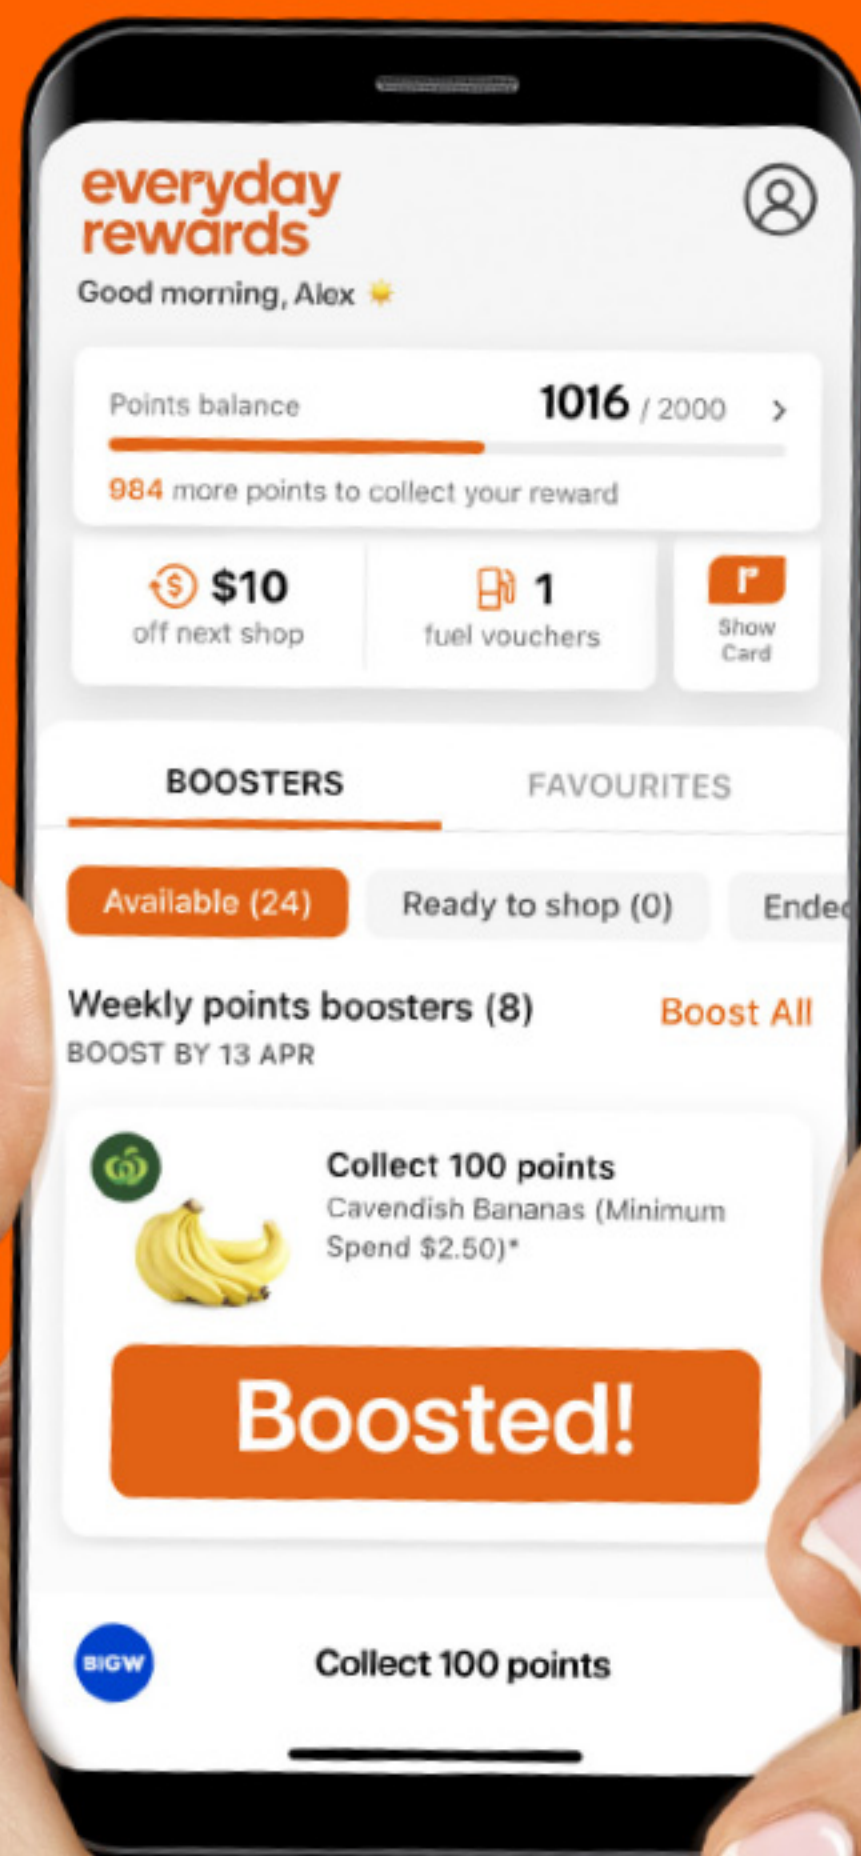 everyday
rewards
Good morning, Alex
Points balance 1016 / 2000
984 more points to collect your reward
$10
off next shop
1
fuel vouchers
r
Show
Card
BOOSTERS FAVOURITES
Available (24) Ready to shop (0)
Weekly points boosters (8) Boost All
BOOST BY 13 APR
Collect 100 points
Cavendish Bananas (Minimum
Spend $2.50)*
Boosted!
BIGW Collect 100 points